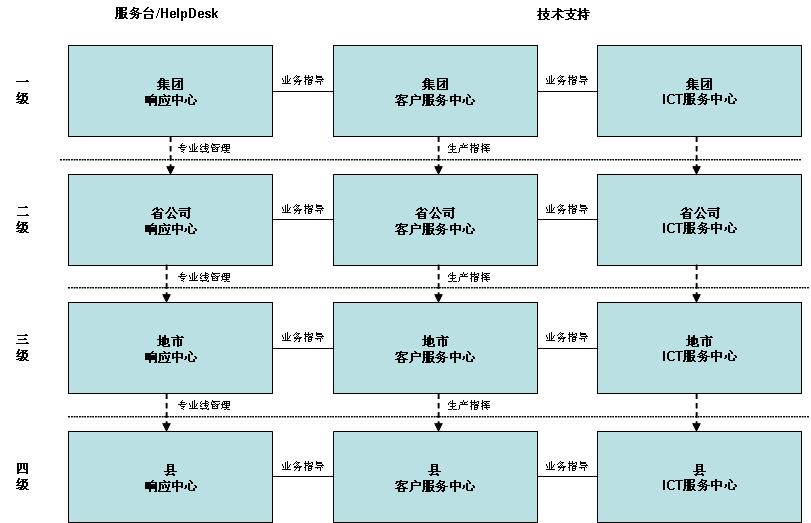 服务台/HelpDesk
技术支持
一
级
集团
响应中心
业务指导
集团
客户服务中心
业务指导
集团
ICT服务中心
专业线管理
生产指挥
二
级
省公司
响应中心
业务指导
省公司
客户服务中心
业务指导
省公司
ICT服务中心
专业线管理
生产指挥
三
级
地市
响应中心
业务指导
地市
客户服务中心
业务指导
地市
ICT服务中心
专业线管理
生产指挥
四
级
县
响应中心
业务指导
县
客户服务中心
业务指导
县
ICT服务中心